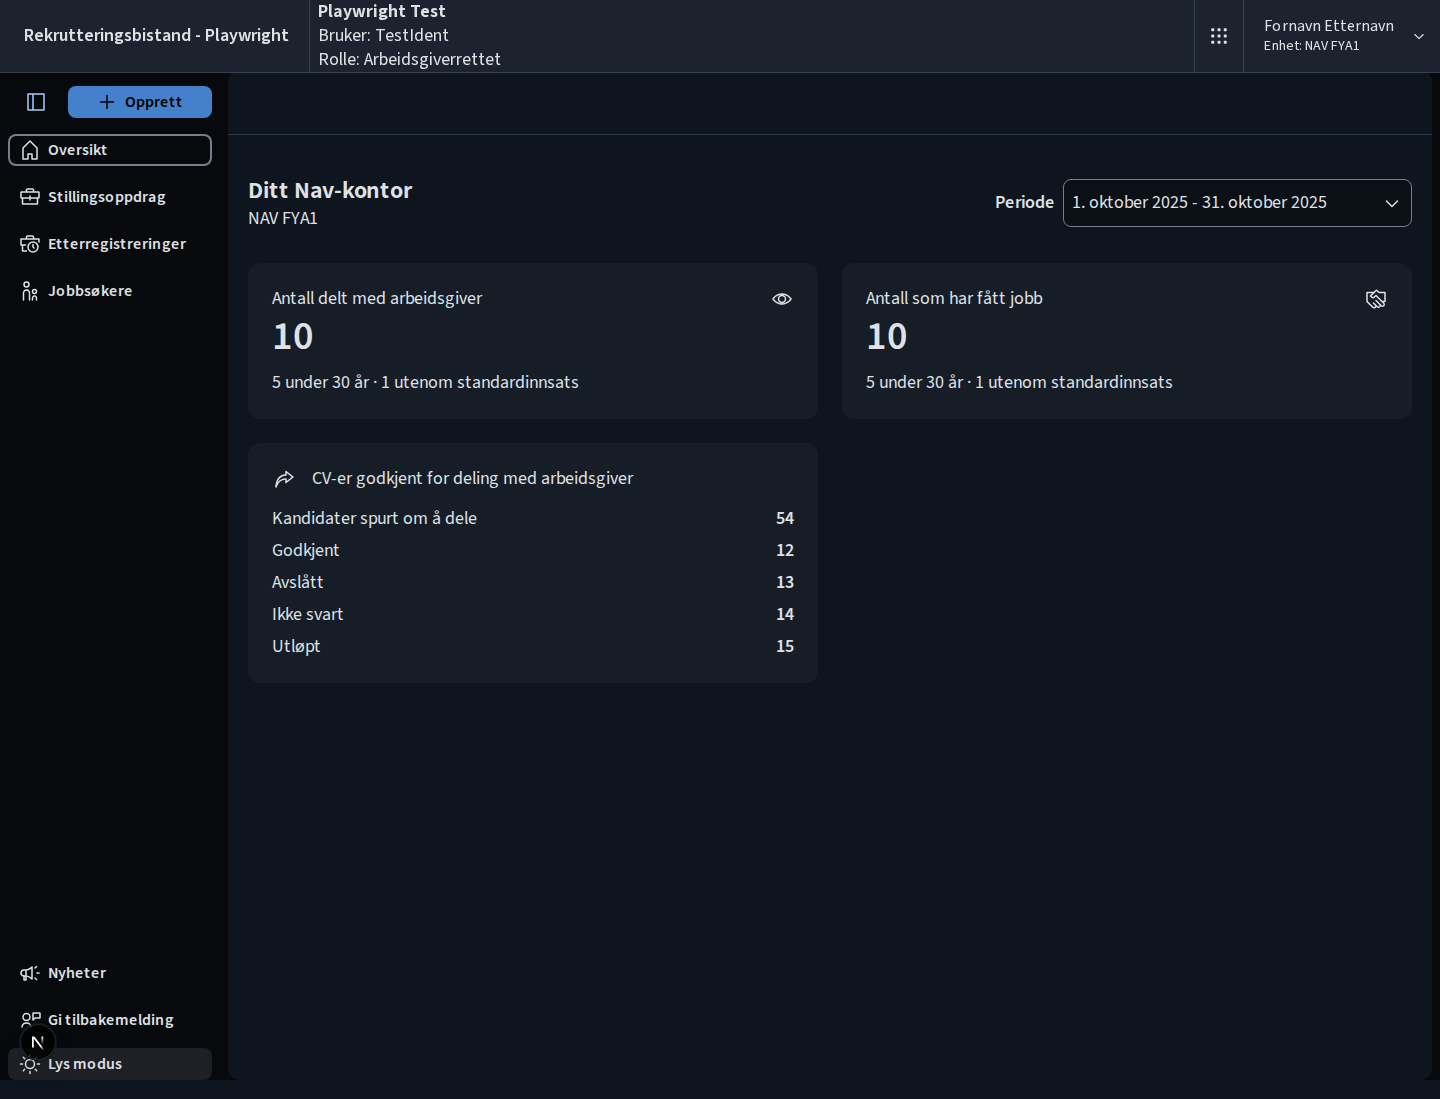 Rekrutteringsbistand - Playwright
Playwright Test
Bruker: TestIdent
Rolle: Arbeidsgiverrettet
Fornavn Etternavn
Enhet: NAV FYA1
Opprett
Oversikt
Stillingsoppdrag
Etterregistreringer
Jobbsøkere
Ditt Nav-kontor
NAV FYA1
Periode
1. oktober 2025 - 31. oktober 2025
Antall delt med arbeidsgiver
10
5 under 30 år · 1 utenom standardinnsats
Antall som har fått jobb
10
5 under 30 år · 1 utenom standardinnsats
CV-er godkjent for deling med arbeidsgiver
Kandidater spurt om å dele 54
Godkjent 12
Avslått 13
Ikke svart 14
Utløpt 15
Nyheter
Gi tilbakemelding
N
Lys modus